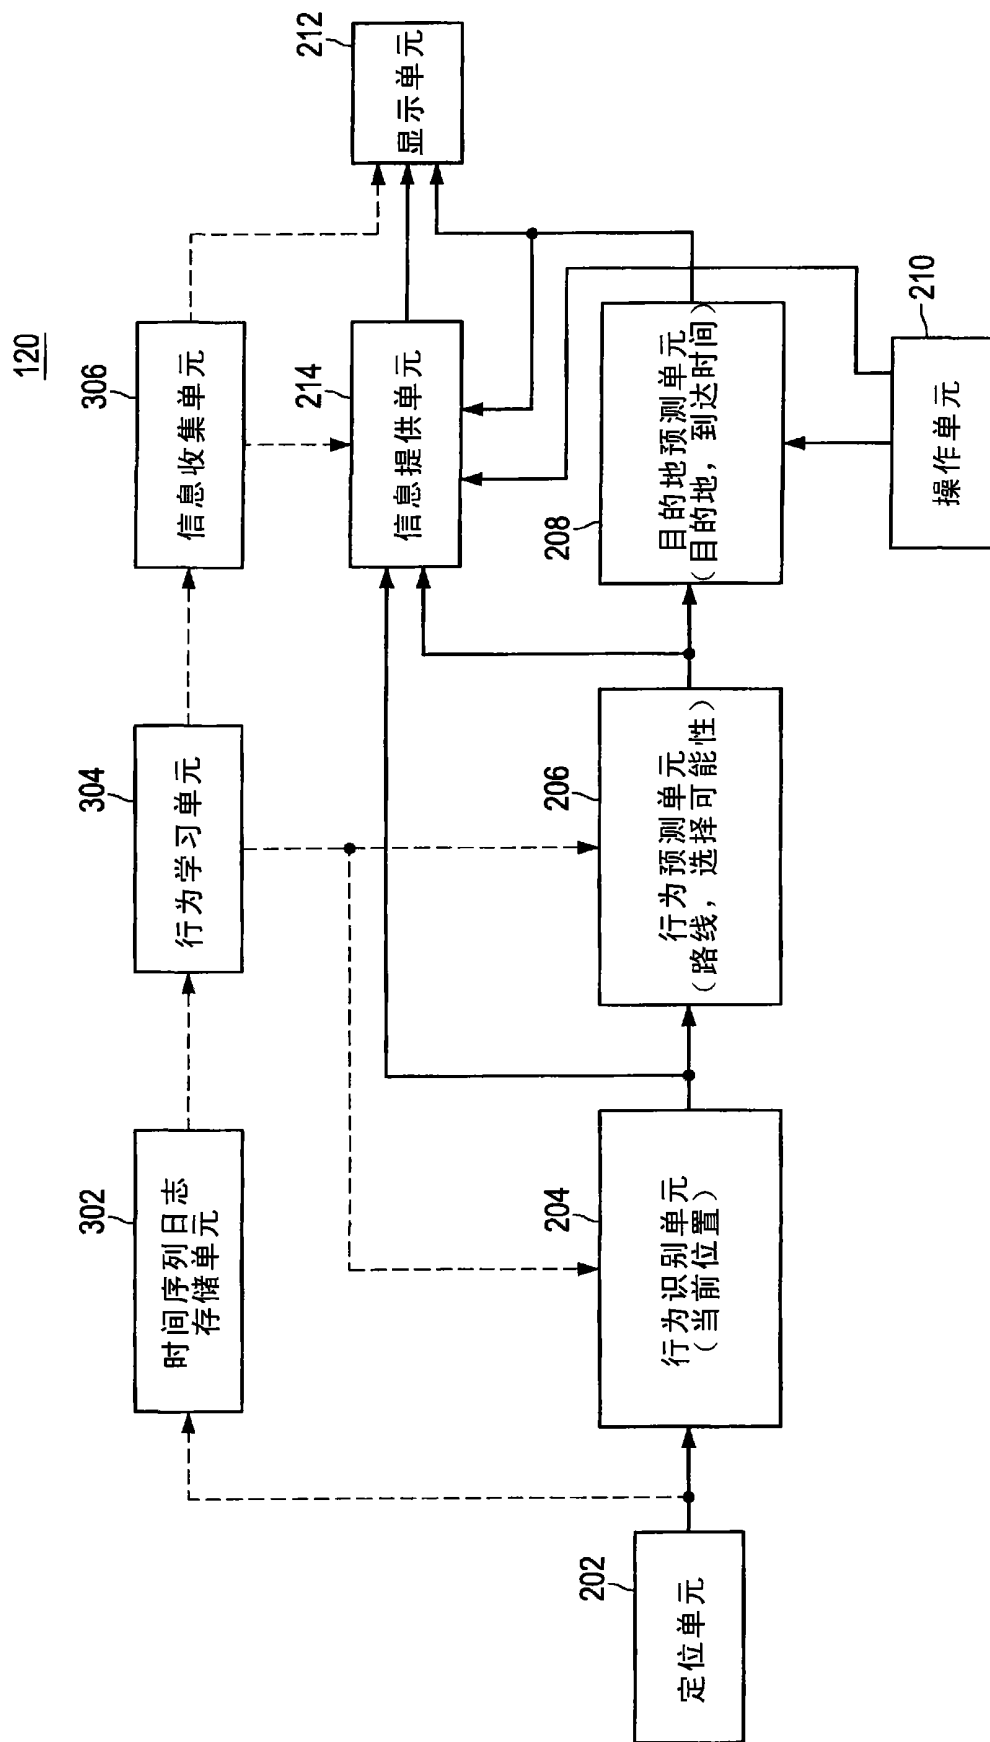 120
302
时间序列日志
存储单元
304
行为学习单元
306
信息收集单元
212
显示单元
214
信息提供单元
202
定位单元
204
行为识别单元
(当前位置)
206
行为预测单元
(路线, 选择可能性)
208
目的地预测单元
(目的地, 到达时间)
210
操作单元